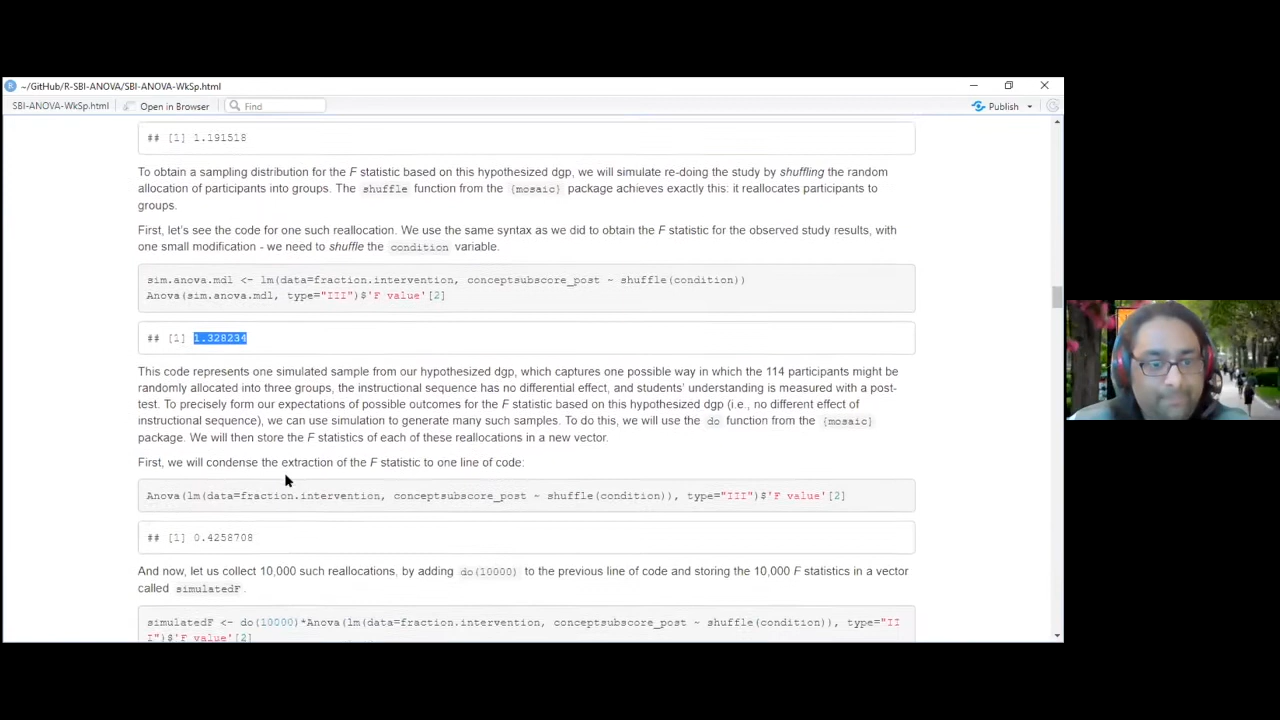 ~/GitHub/R-SBI-ANOVA/SBI-ANOVA-WkSp.html
SBI-ANOVA-WkSp.html Open in Browser Find Publish
## [1] 1.191518
To obtain a sampling distribution for the F statistic based on this hypothesized dgp, we will simulate re-doing the study by shuffling the random
allocation of participants into groups. The shuffle function from the {mosaic} package achieves exactly this: it reallocates participants to
groups.
First, let's see the code for one such reallocation. We use the same syntax as we did to obtain the F statistic for the observed study results, with
one small modification - we need to shuffle the condition variable.
sim.anova.mdl <- lm(data=fraction.intervention, conceptsubscore_post ~ shuffle(condition))
Anova(sim.anova.mdl, type="III")$'F value'[2]
## [1] 1.328234
This code represents one simulated sample from our hypothesized dgp, which captures one possible way in which the 114 participants might be
randomly allocated into three groups, the instructional sequence has no differential effect, and students' understanding is measured with a post-
test. To precisely form our expectations of possible outcomes for the F statistic based on this hypothesized dgp (i.e., no different effect of
instructional sequence), we can use simulation to generate many such samples. To do this, we will use the do function from the {mosaic}
package. We will then store the F statistics of each of these reallocations in a new vector.
First, we will condense the extraction of the F statistic to one line of code:
Anova(lm(data=fraction.intervention, conceptsubscore_post ~ shuffle(condition)), type="III")$'F value'[2]
## [1] 0.4258708
And now, let us collect 10,000 such reallocations, by adding do(10000) to the previous line of code and storing the 10,000 F statistics in a vector
called simulatedF.
simulatedF <- do(10000)*Anova(lm(data=fraction.intervention, conceptsubscore_post ~ shuffle(condition)), type="II
I")$'F value'[2]